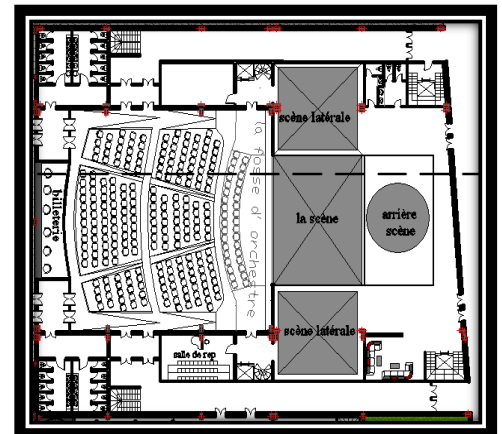 scène latérale
billeterie
la fosse d' orchestre
la scène
arrière
scène
scène latérale
salle de rep